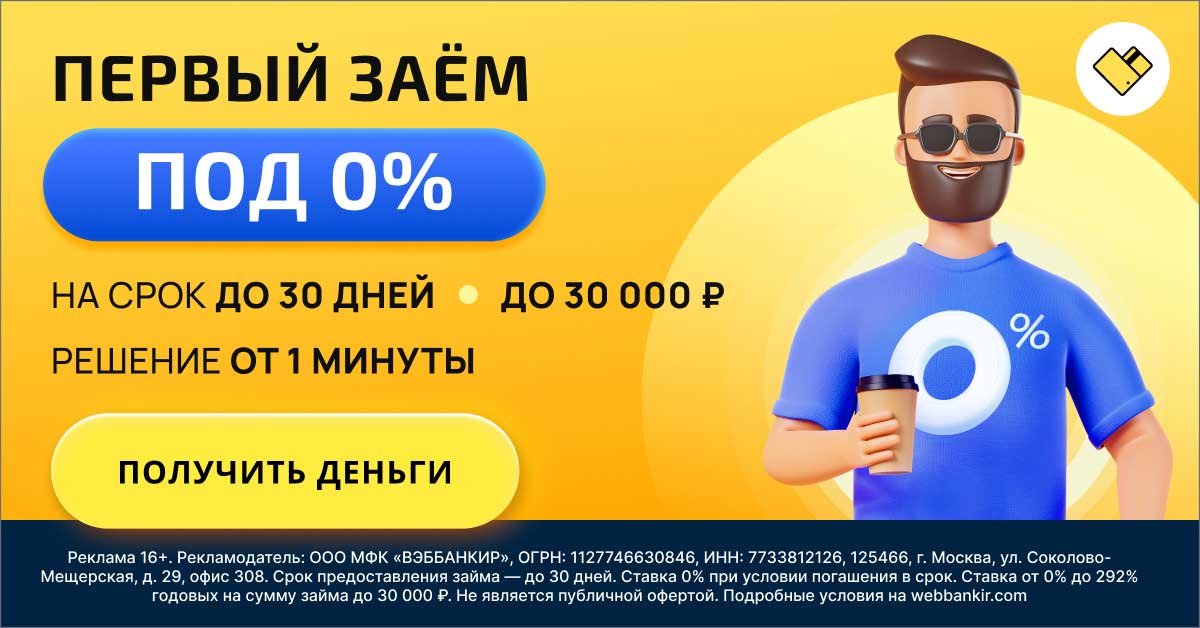 ПЕРВЫЙ ЗАЁМ
ПОД 0%
НА СРОК ДО 30 ДНЕЙ • ДО 30 000 ₽
РЕШЕНИЕ ОТ 1 МИНУТЫ
ПОЛУЧИТЬ ДЕНЬГИ
0%
Реклама 16+. Рекламодатель: ООО МФК «ВЭББАНКИР», ОГРН: 1127746630846, ИНН: 7733812126, 125466, г. Москва, ул. Соколово-
Мещерская, д. 29, офис 308. Срок предоставления займа — до 30 дней. Ставка 0% при условии погашения в срок. Ставка от 0% до 292%
годовых на сумму займа до 30 000 ₽. Не является публичной офертой. Подробные условия на webbankir.com